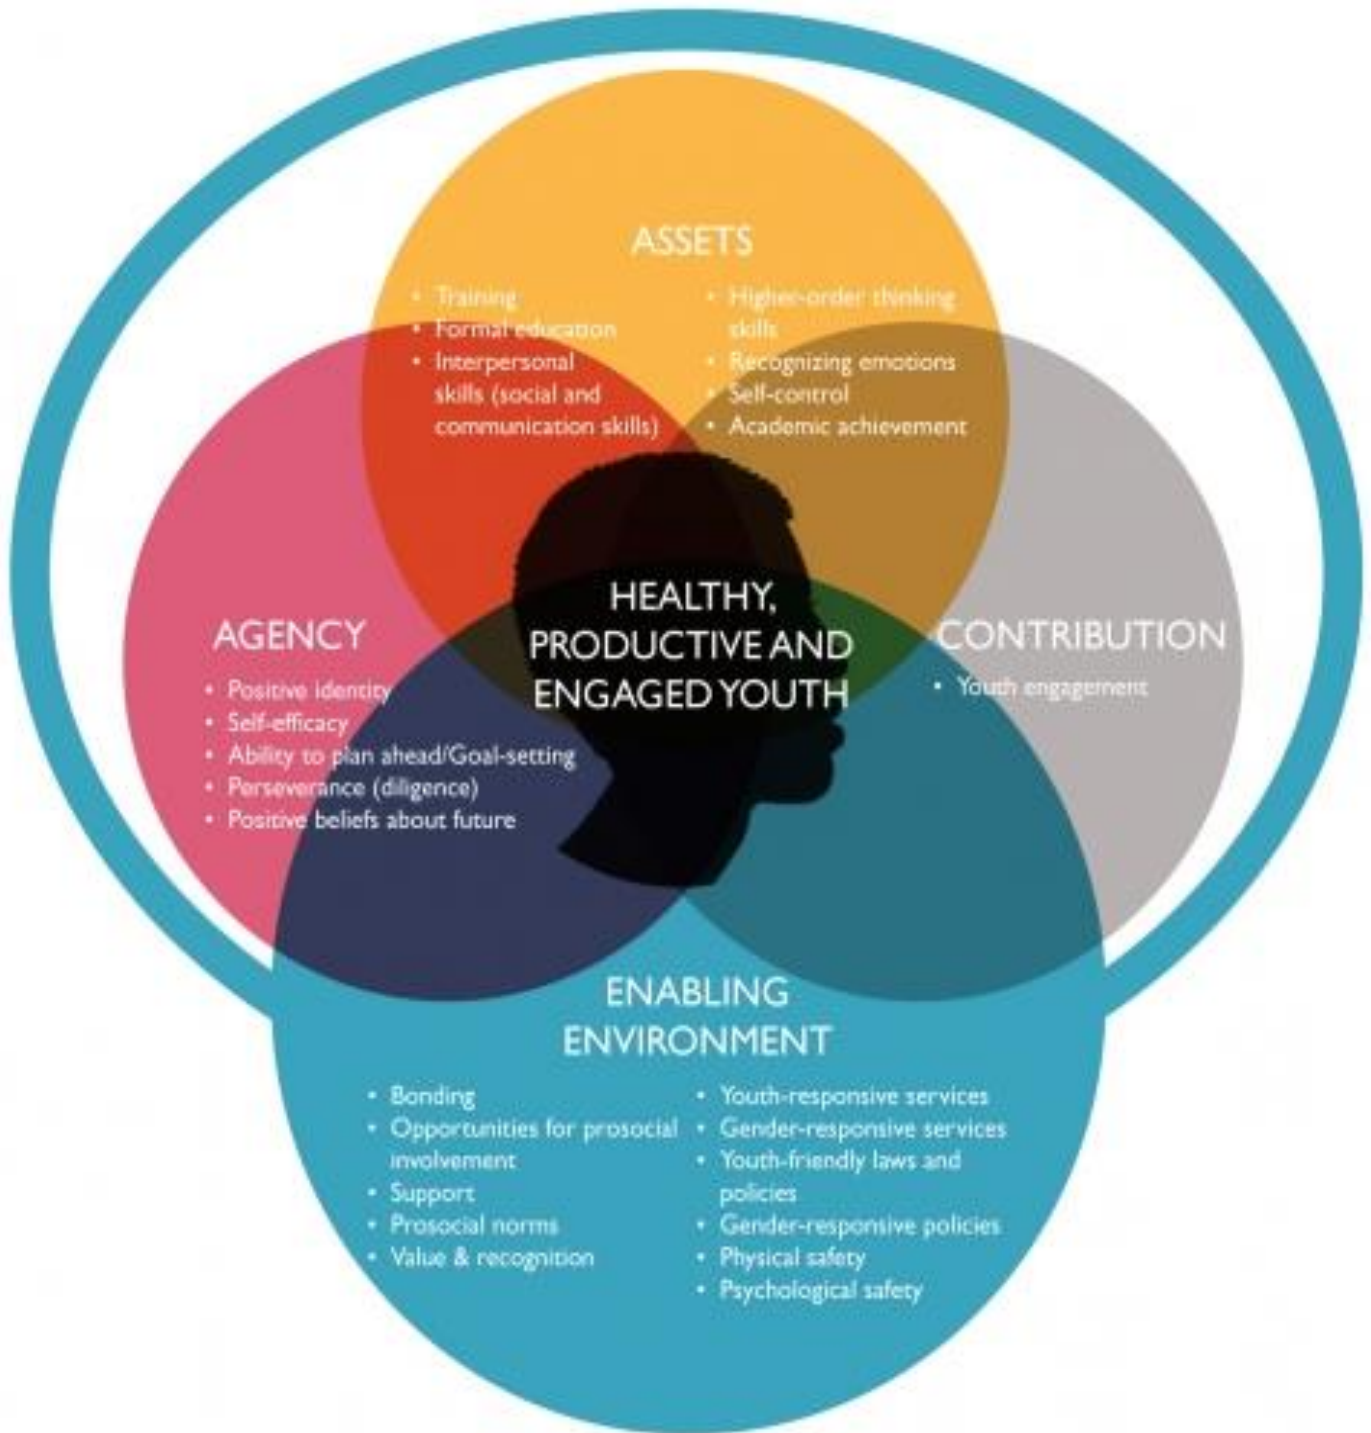 ASSETS
• Training
• Formal education
• Interpersonal
skills (social and
communication skills)
• Higher-order thinking
skills
• Recognizing emotions
• Self-control
• Academic achievement
HEALTHY,
PRODUCTIVE AND
ENGAGED YOUTH
AGENCY
• Positive identity
• Self-efficacy
• Ability to plan ahead/Goal-setting
• Perseverance (diligence)
• Positive beliefs about future
CONTRIBUTION
• Youth engagement
ENABLING
ENVIRONMENT
• Bonding
• Opportunities for prosocial
involvement
• Support
• Prosocial norms
• Value & recognition
• Youth-responsive services
• Gender-responsive services
• Youth-friendly laws and
policies
• Gender-responsive policies
• Physical safety
• Psychological safety